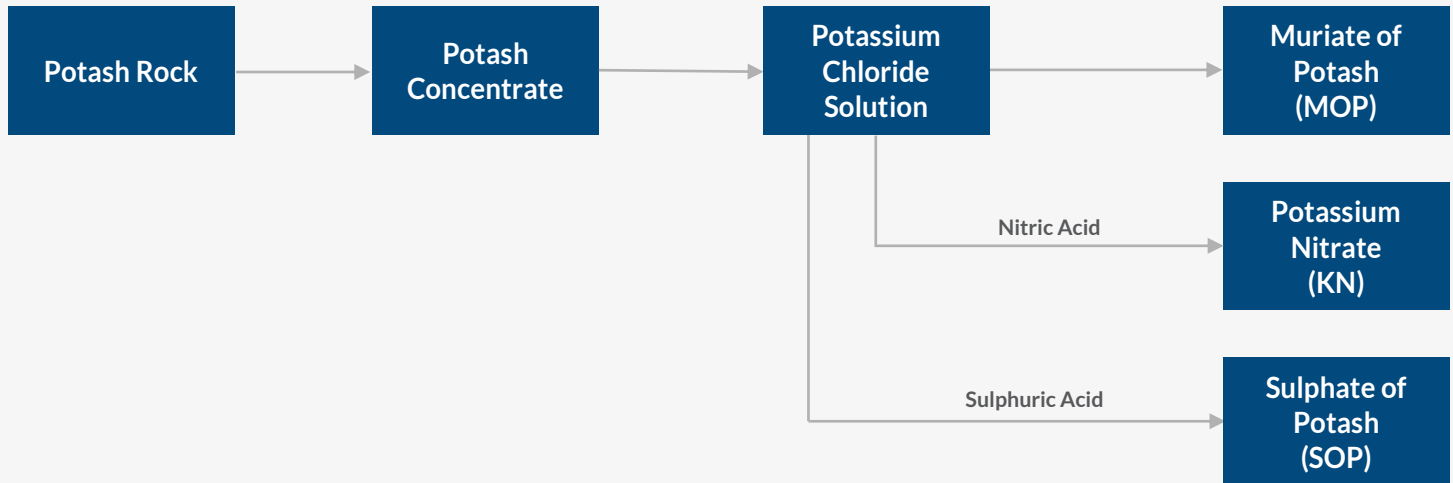 Potash Rock
Potash
Concentrate
Potassium
Chloride
Solution
Muriate of
Potash
(MOP)
Nitric Acid
Potassium
Nitrate
(KN)
Sulphuric Acid
Sulphate of
Potash
(SOP)